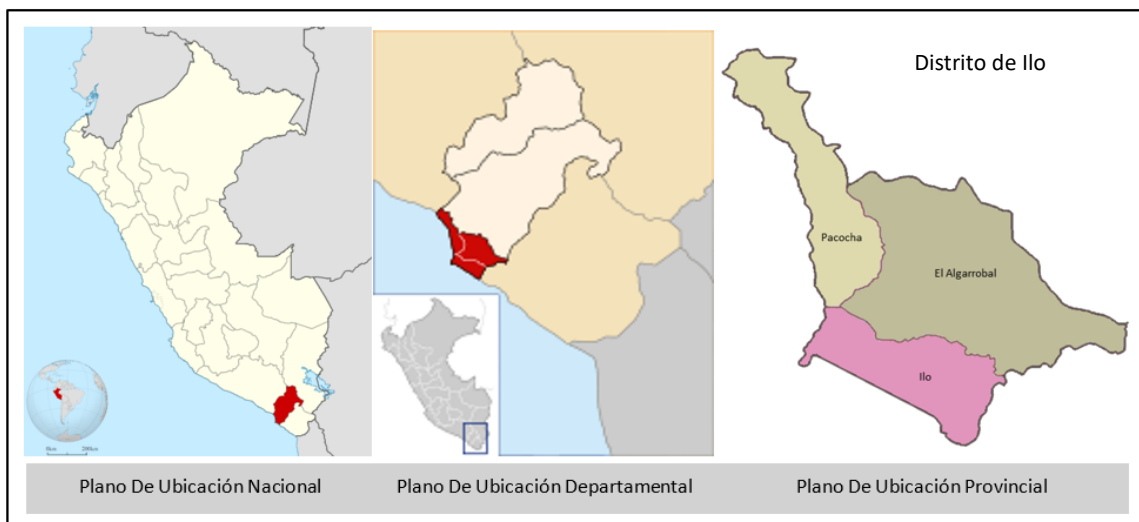 Distrito de Ilo
Pacocha
El Algarrobal
Ilo
Plano De Ubicación Nacional
Plano De Ubicación Departamental
Plano De Ubicación Provincial